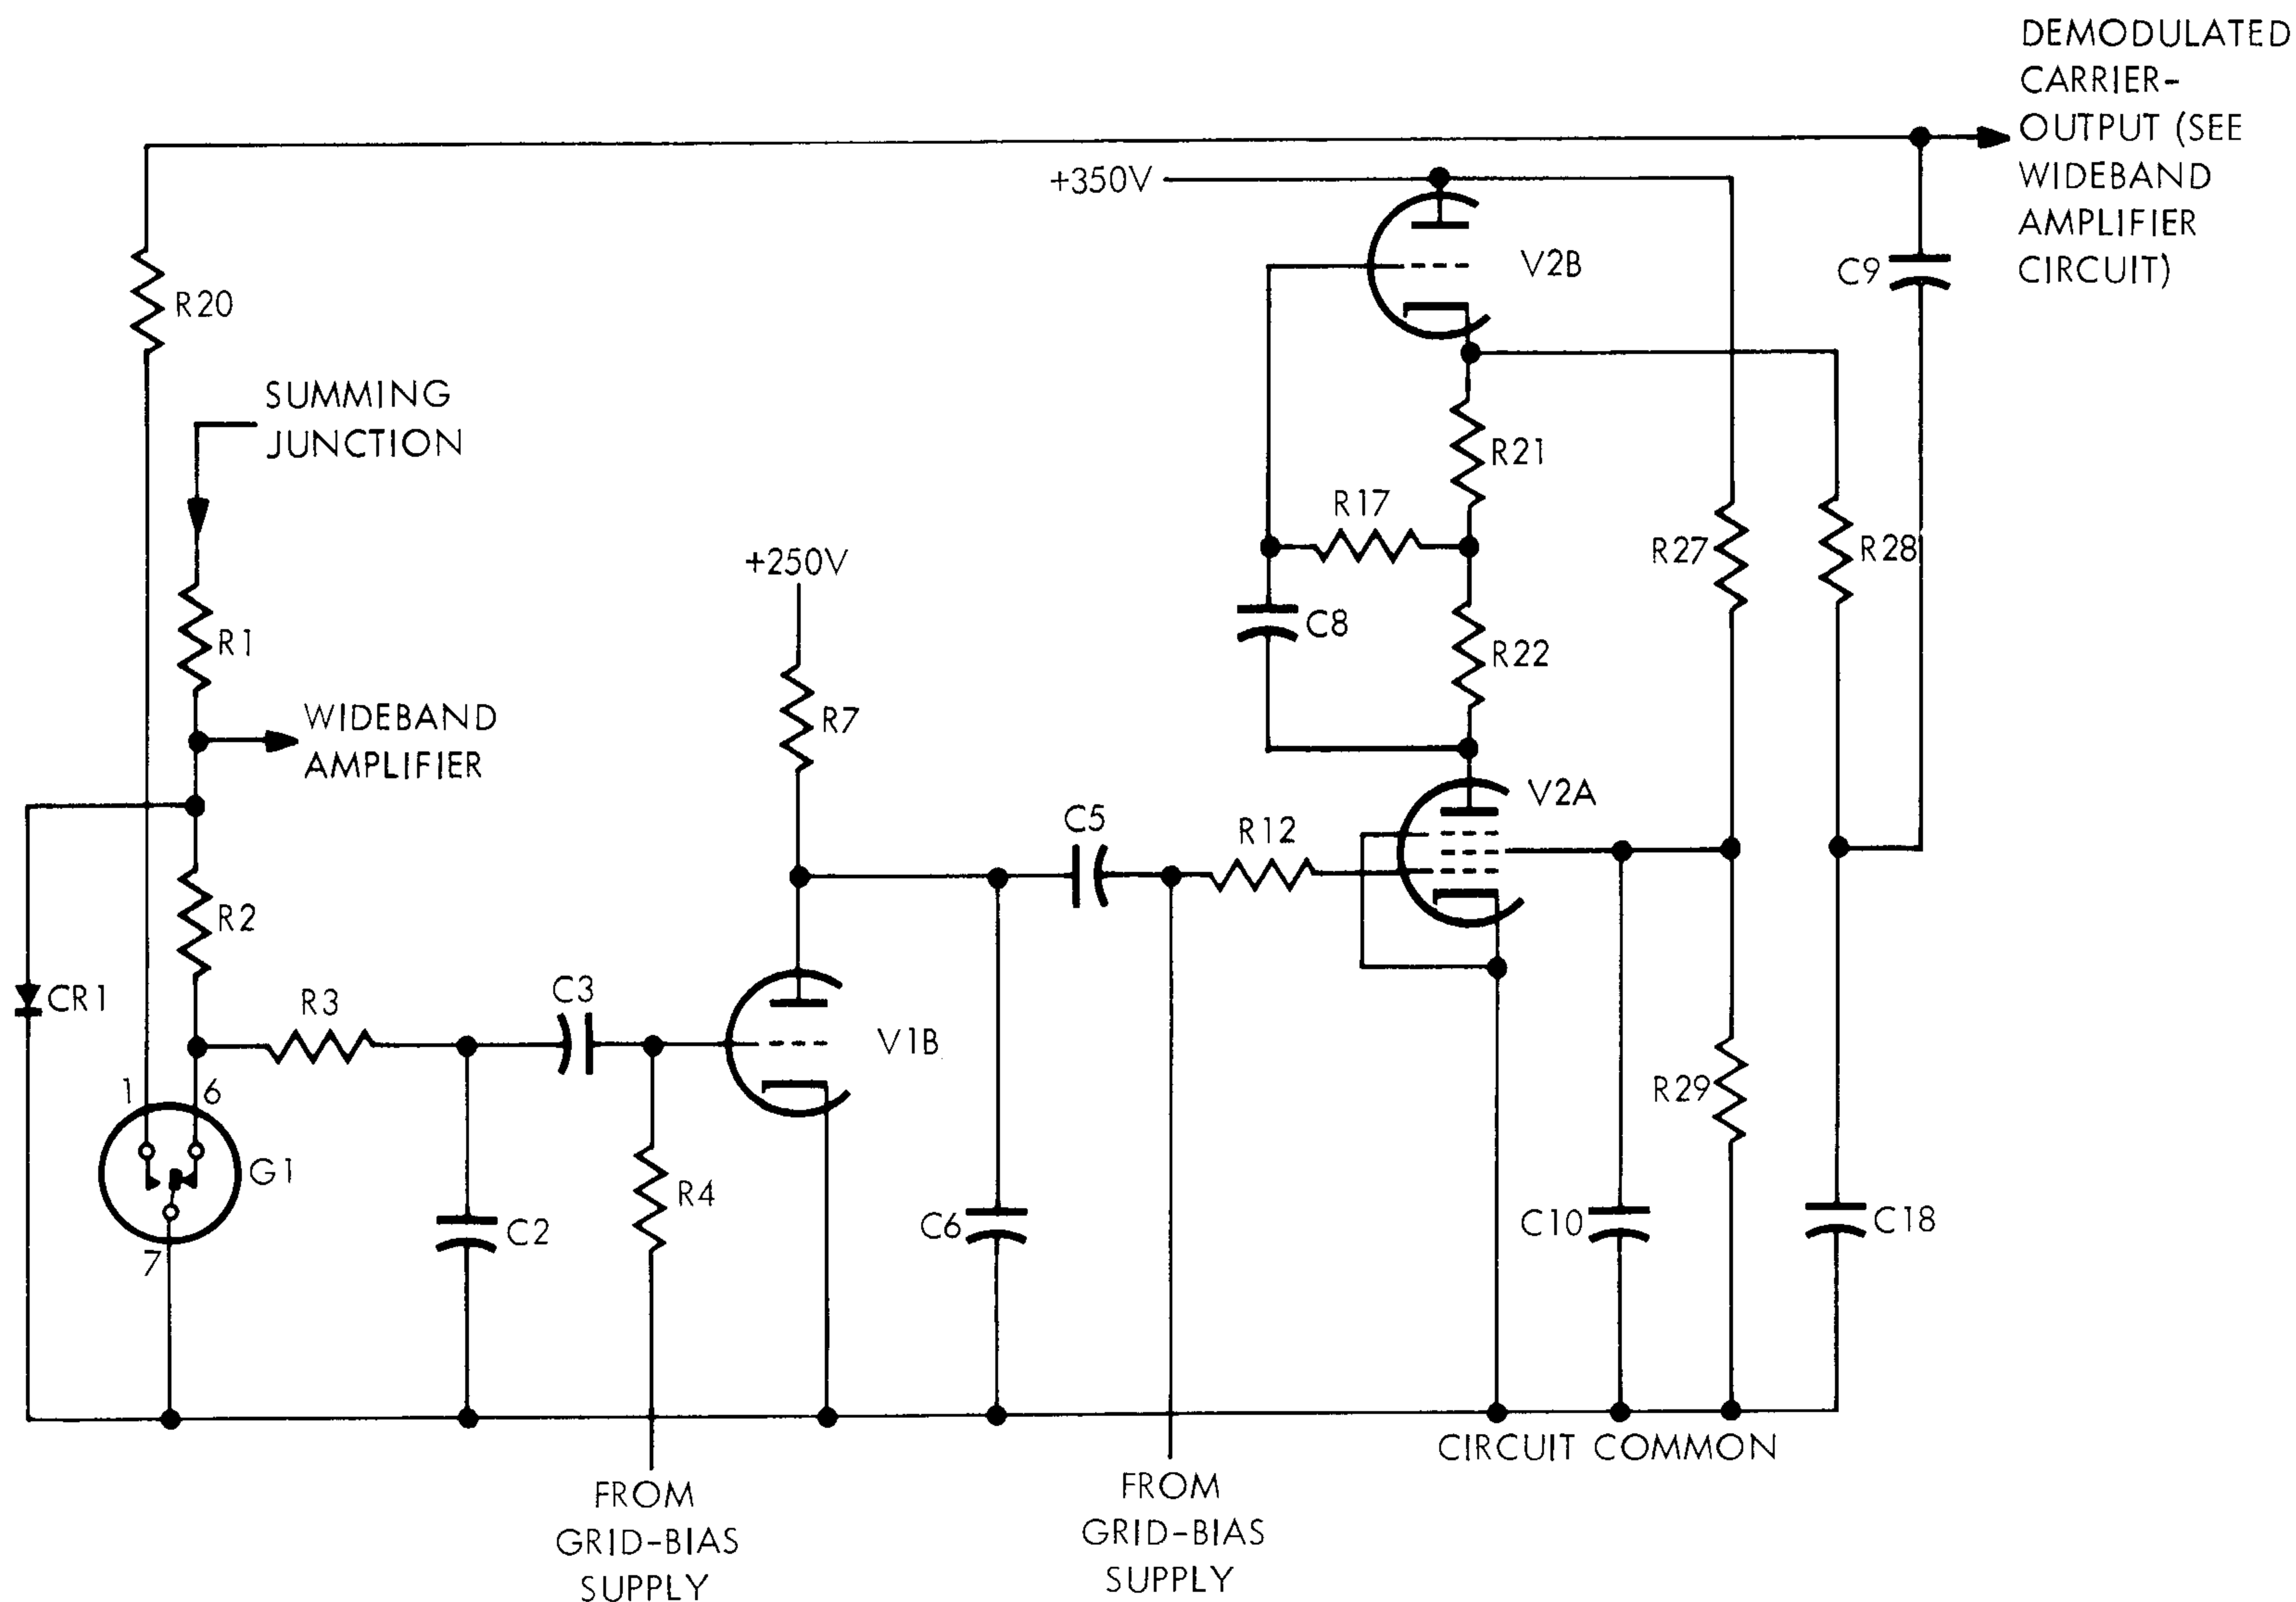 DEMODULATED
CARRIER-
OUTPUT (SEE
WIDEBAND
AMPLIFIER
CIRCUIT)
+350V
V2B
C9
R20
SUMMING
JUNCTION
R21
R17
+250V
R27
R28
R1
C8
R22
WIDEBAND
AMPLIFIER
R7
V2A
C5
R12
R2
CR1
R3
C3
V1B
1
6
R29
G1
R4
C2
C6
C10
C18
7
CIRCUIT COMMON
FROM
GRID-BIAS
SUPPLY
FROM
GRID-BIAS
SUPPLY